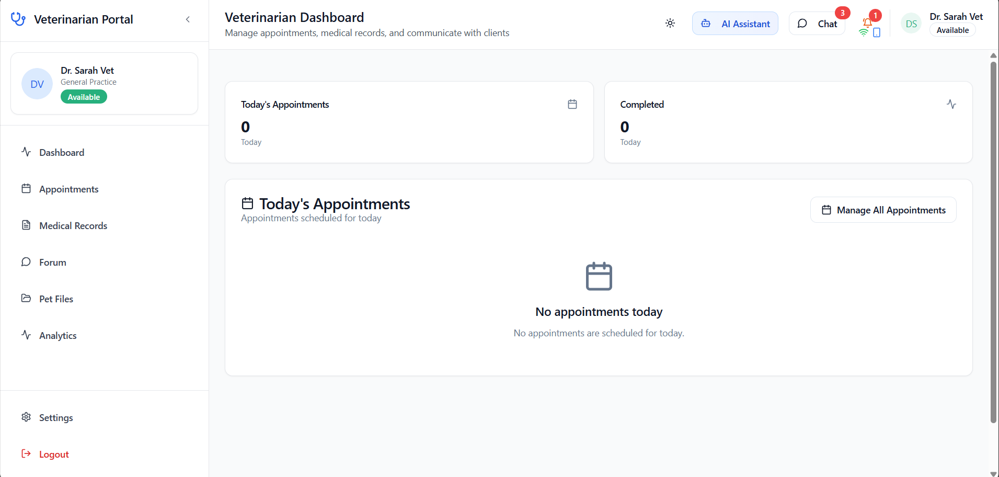 Veterinarian Portal
Dr. Sarah Vet
General Practice
DV
Available
Dashboard
Appointments
Medical Records
Forum
Pet Files
Analytics
Settings
Logout
Veterinarian Dashboard
Manage appointments, medical records, and communicate with clients
AI Assistant
Chat
3
1
DS
Dr. Sarah Vet
Available
Today's Appointments
0
Today
Completed
0
Today
Today's Appointments
Appointments scheduled for today
Manage All Appointments
No appointments today
No appointments are scheduled for today.